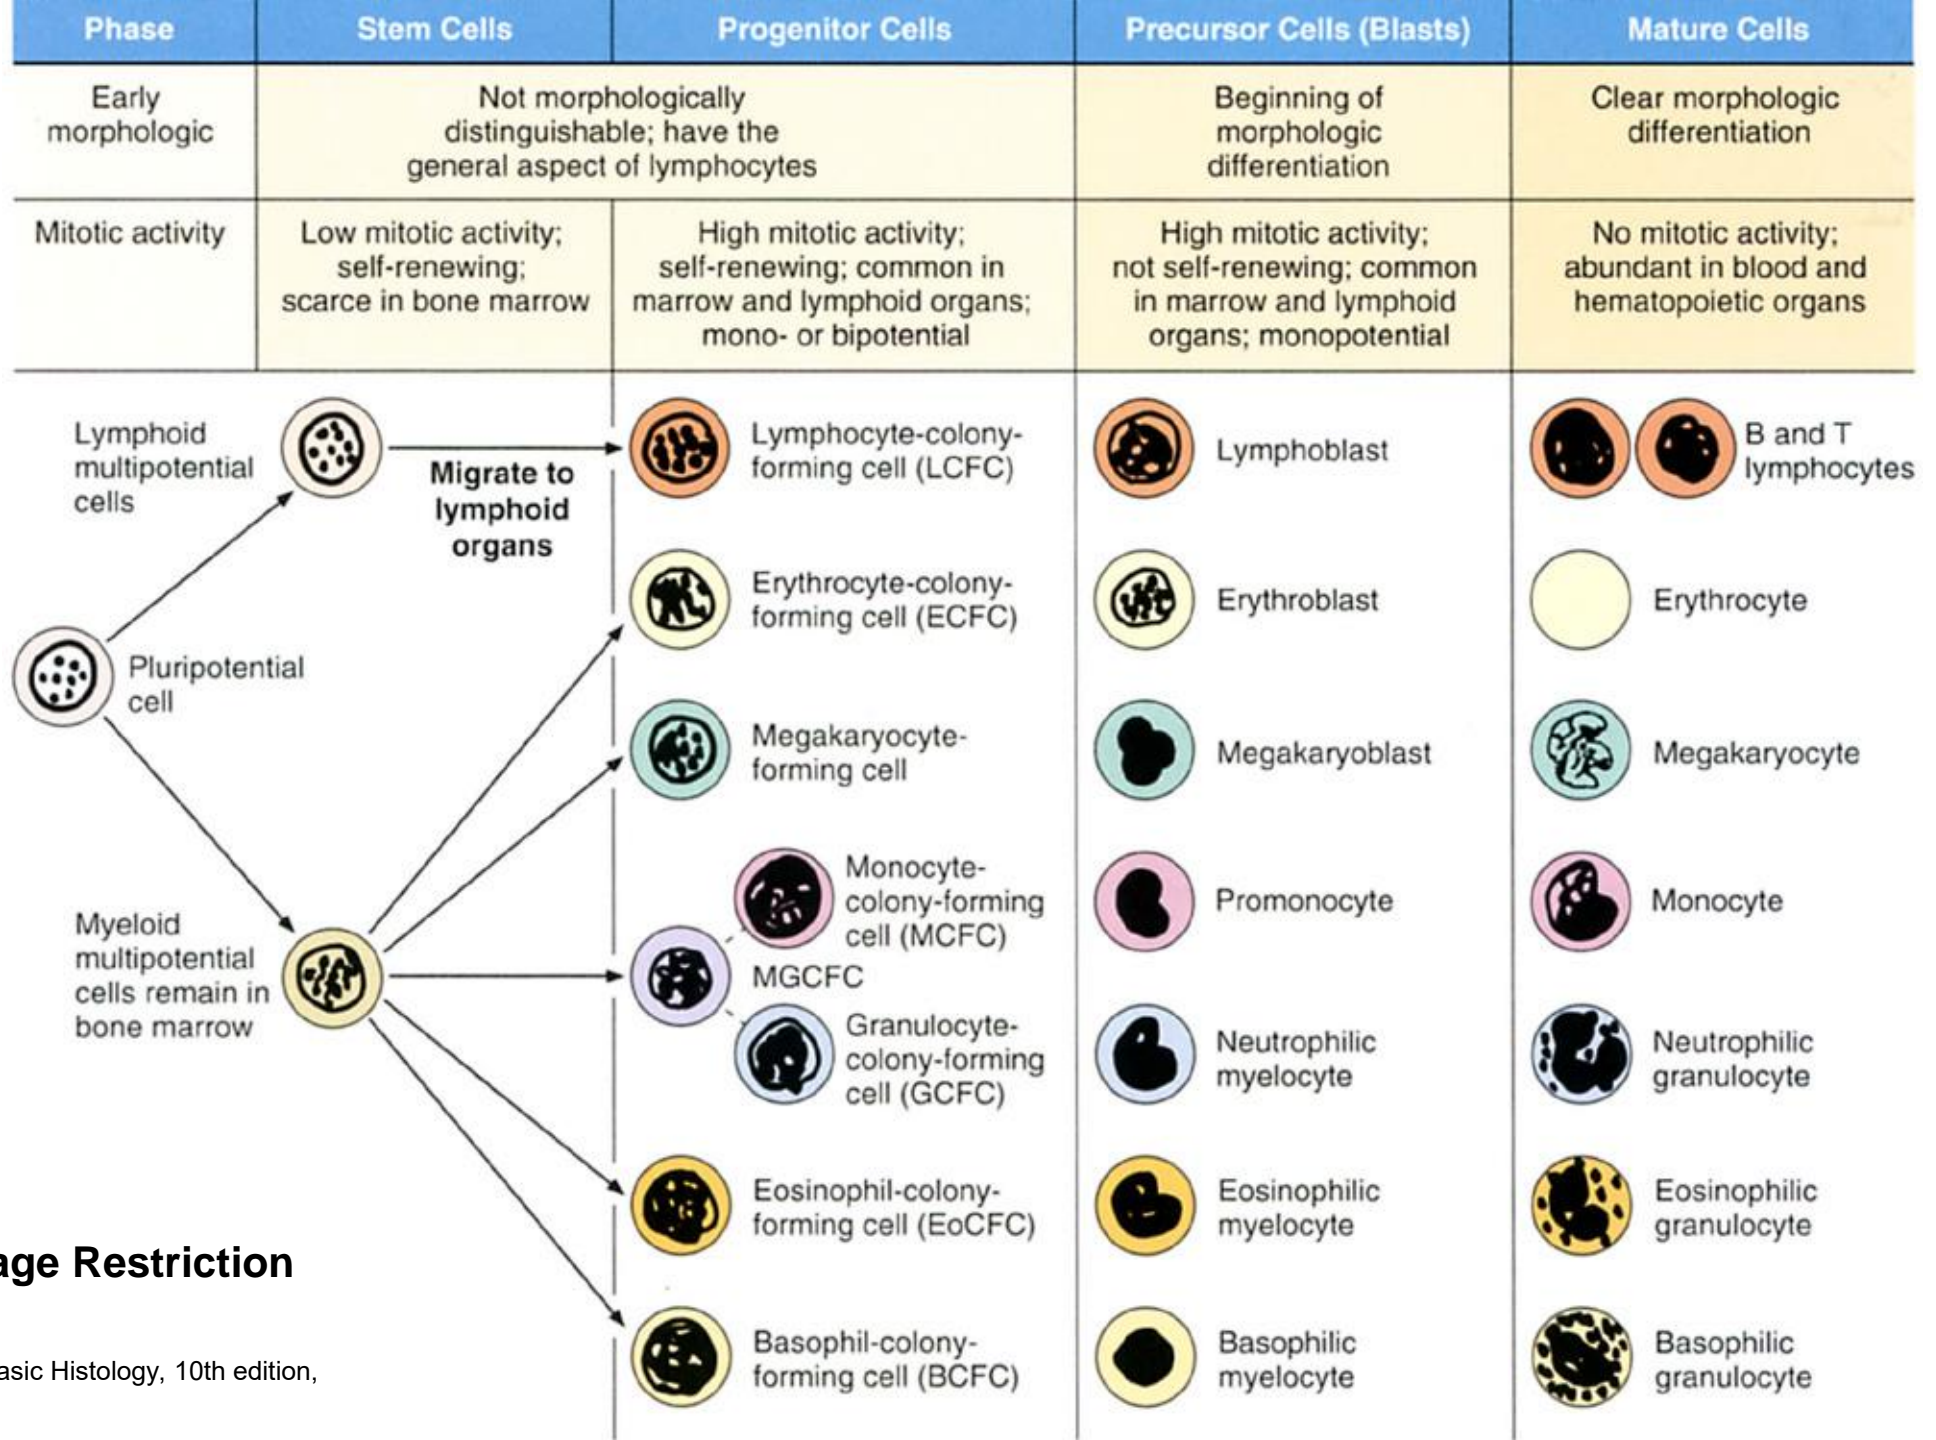 Phase
Stem Cells
Progenitor Cells
Precursor Cells (Blasts)
Mature Cells
Early
morphologic
Not morphologically
distinguishable; have the
general aspect of lymphocytes
Beginning of
morphologic
differentiation
Clear morphologic
differentiation
Mitotic activity
Low mitotic activity;
self-renewing;
scarce in bone marrow
High mitotic activity;
self-renewing; common in
marrow and lymphoid organs;
mono- or bipotential
High mitotic activity;
not self-renewing; common
in marrow and lymphoid
organs; monopotential
No mitotic activity;
abundant in blood and
hematopoietic organs
Lymphoid
multipotential
cells
Migrate to
lymphoid
organs
Lymphocyte-colony-
forming cell (LCFC)
Lymphoblast
B and T
lymphocytes
Erythrocyte-colony-
forming cell (ECFC)
Erythroblast
Erythrocyte
Pluripotential
cell
Megakaryocyte-
forming cell
Megakaryoblast
Megakaryocyte
Monocyte-
colony-forming
cell (MCFC)
Promonocyte
Monocyte
Myeloid
multipotential
cells remain in
bone marrow
MGCFC
Granulocyte-
colony-forming
cell (GCFC)
Neutrophilic
myelocyte
Neutrophilic
granulocyte
Eosinophil-colony-
forming cell (EoCFC)
Eosinophilic
myelocyte
Eosinophilic
granulocyte
age Restriction
Basophil-colony-
forming cell (BCFC)
Basophilic
myelocyte
Basophilic
granulocyte
asic Histology, 10th edition,